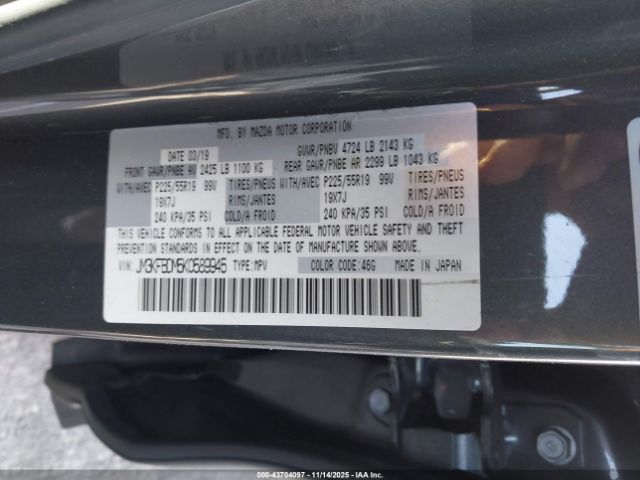 MFD. BY MAZDA MOTOR CORPORATION
DATE 03/19 GVWR/PNBV 4724 LB 2143 KG
FRONT GAWR/PNBE AV 2425 LB 1100 KG REAR GAWR/PNBE AR 2299 LB 1043 KG
WITH/AVEC P225/55R19 99V TIRES/PNEUS WITH/AVEC P225/55R19 99V TIRES/PNEUS
19X7J RIMS/JANTES 19X7J RIMS/JANTES
240 KPA/35 PSI COLD/A FROID 240 KPA/35 PSI COLD/A FROID
THIS VEHICLE CONFORMS TO ALL APPLICABLE FEDERAL MOTOR VEHICLE SAFETY AND THEFT
PREVENTION STANDARDS IN EFFECT ON THE DATE OF MANUFACTURE SHOWN ABOVE.
VIN: JM3KFBDM5K0589945 TYPE:MPV COLOR CODE:46G MADE IN JAPAN
000-43704097 - 11/14/2025 - IAAI.COM